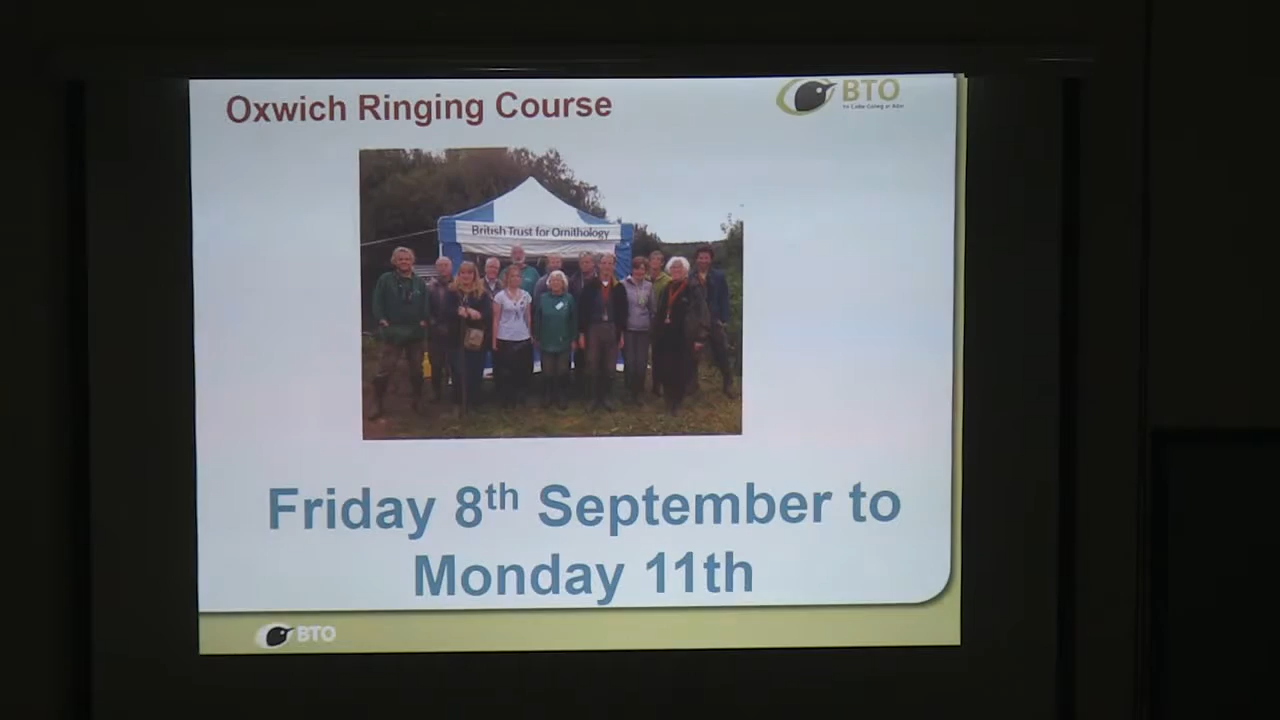 Oxwich Ringing Course
BTO
British Trust for Ornithology
Friday 8th September to
Monday 11th
BTO